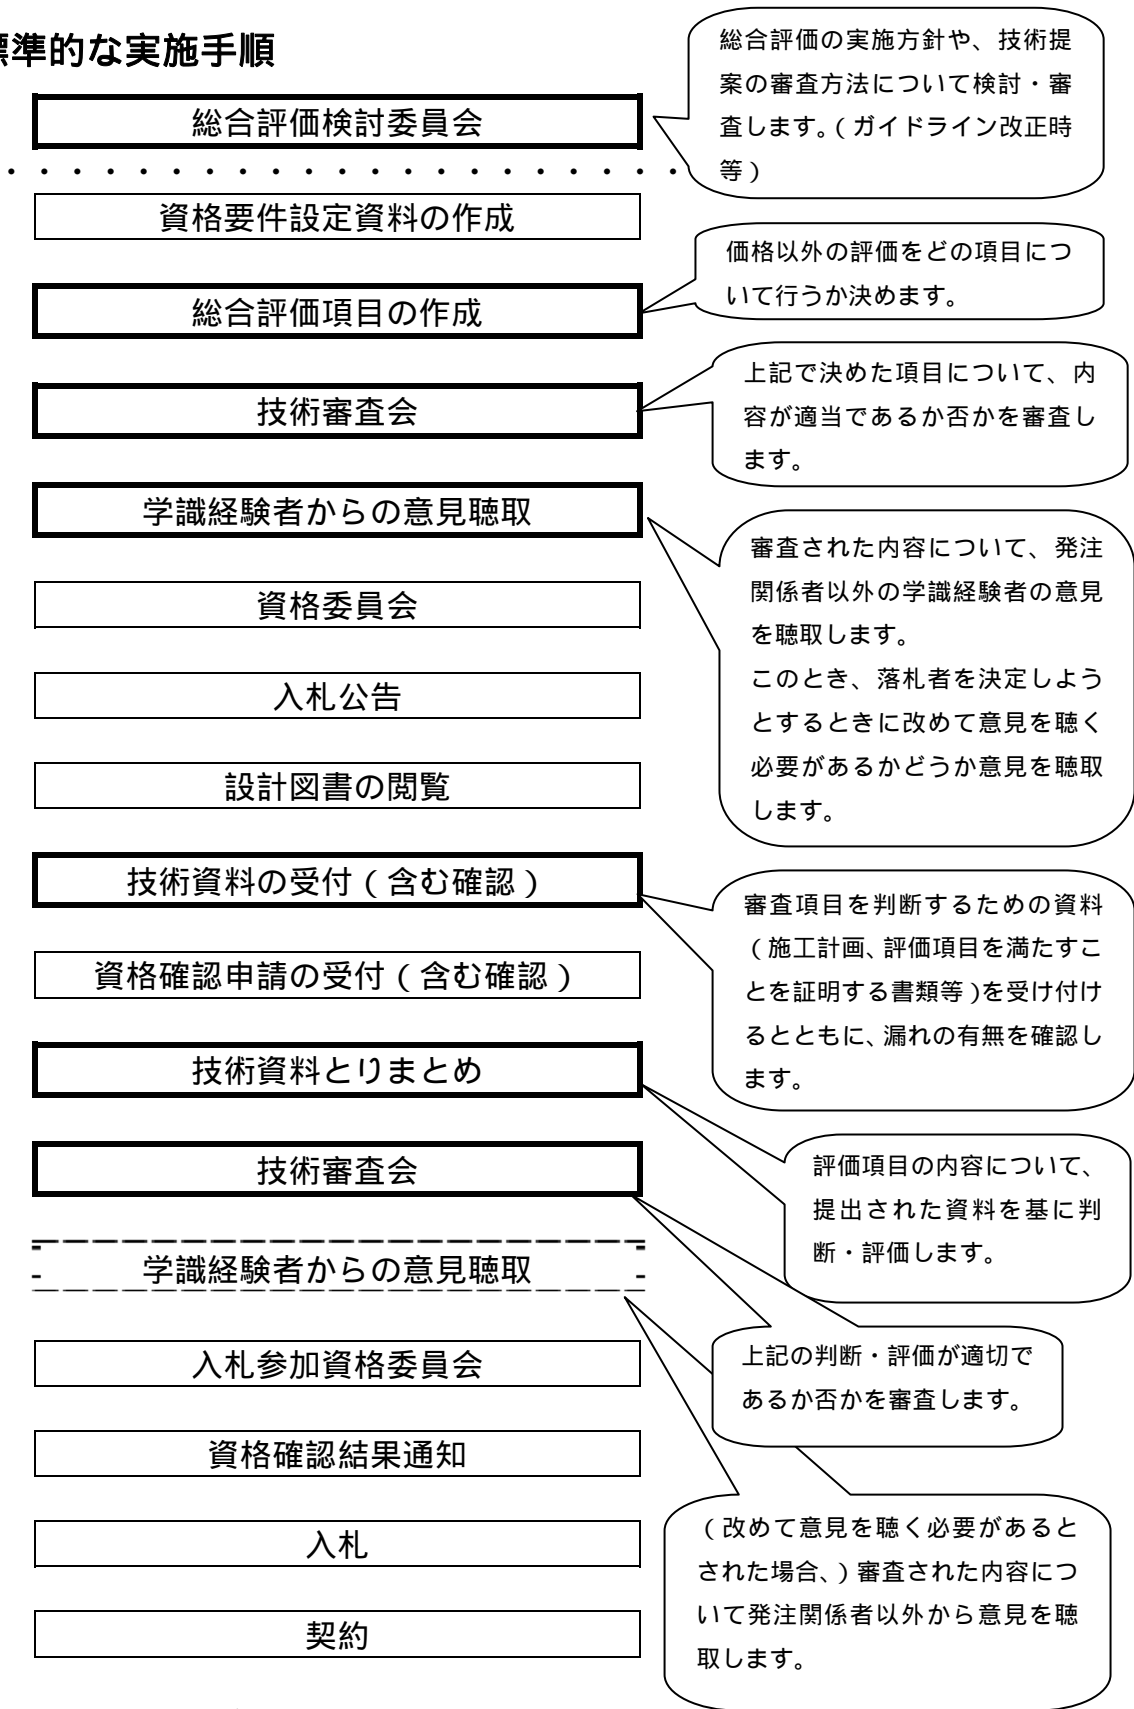 標準的な実施手順
総合評価の実施方針や、技術提
案の審査方法について検討・審
査します。(ガイドライン改正時
等)
総合評価検討委員会
資格要件設定資料の作成
価格以外の評価をどの項目につ
いて行うか決めます。
総合評価項目の作成
上記で決めた項目について、内
容が適当であるか否かを審査し
ます。
技術審査会
学識経験者からの意見聴取
審査された内容について、発注
関係者以外の学識経験者の意見
を聴取します。
このとき、落札者を決定しよう
とするときに改めて意見を聴く
必要があるかどうか意見を聴取
します。
資格委員会
入札公告
設計図書の閲覧
技術資料の受付(含む確認)
審査項目を判断するための資料
(施工計画、評価項目を満たすこ
とを証明する書類等)を受け付け
るとともに、漏れの有無を確認し
ます。
資格確認申請の受付(含む確認)
技術資料とりまとめ
評価項目の内容について、
提出された資料を基に判
断・評価します。
技術審査会
上記の判断・評価が適切で
あるか否かを審査します。
学識経験者からの意見聴取
(改めて意見を聴く必要があると
された場合、)審査された内容につ
いて発注関係者以外から意見を聴
取します。
入札参加資格委員会
資格確認結果通知
入札
契約